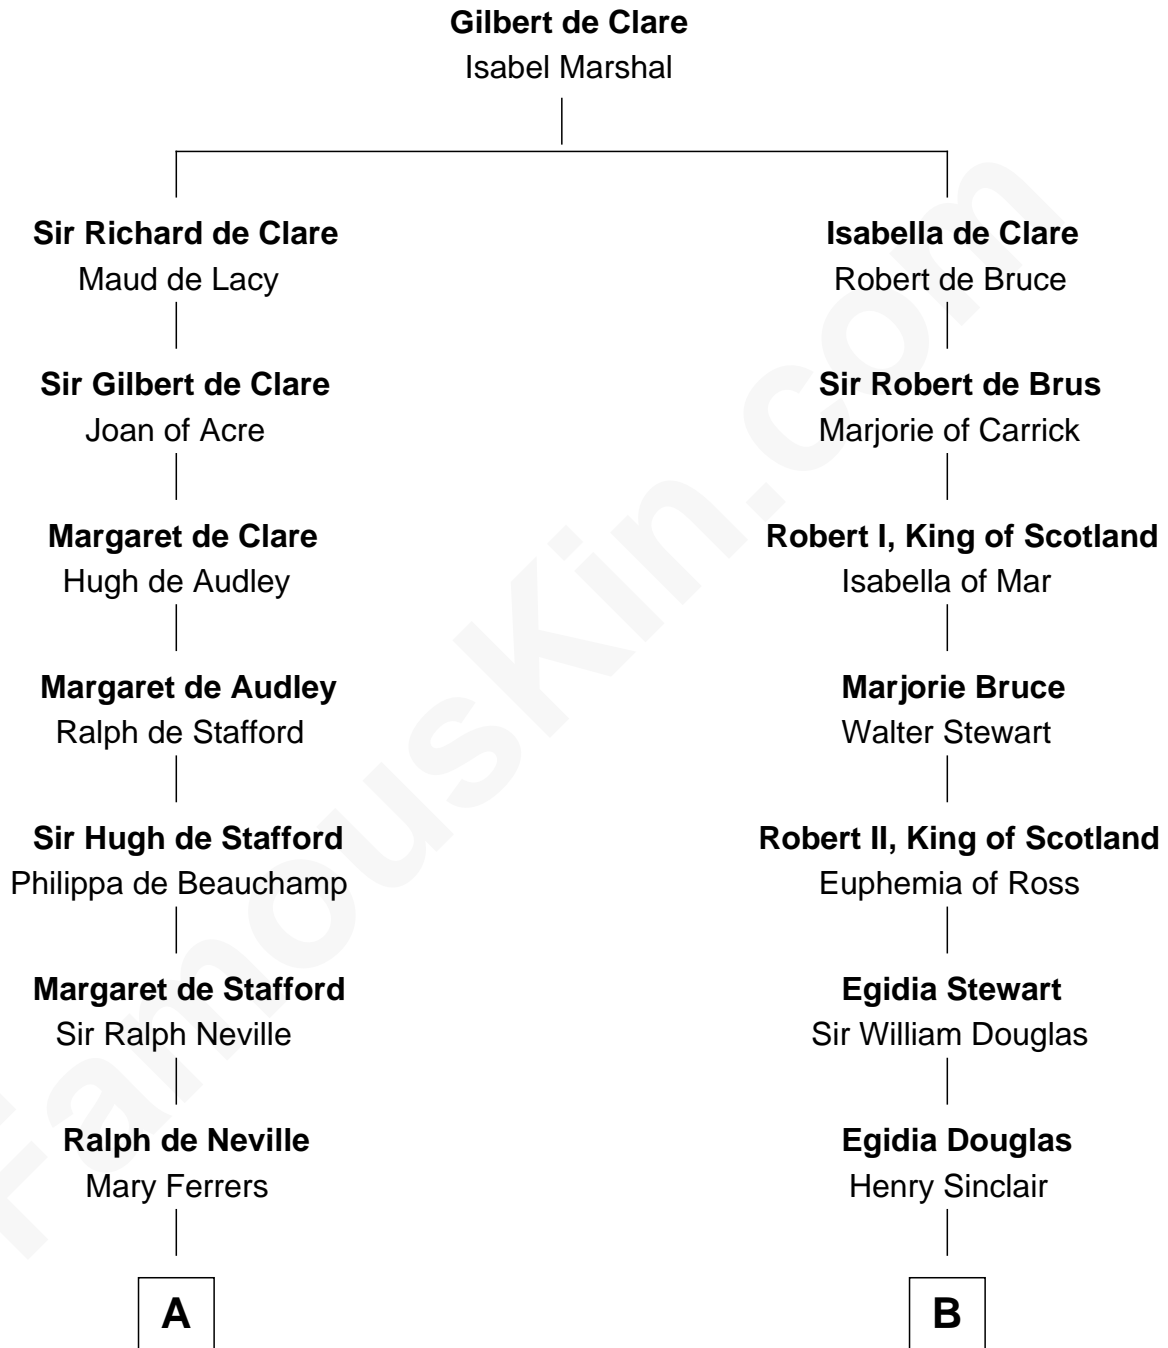 Gilbert de Clare
Isabel Marshal
Sir Richard de Clare
Maud de Lacy
Isabella de Clare
Robert de Bruce
Sir Gilbert de Clare
Joan of Acre
Sir Robert de Brus
Marjorie of Carrick
Margaret de Clare
Hugh de Audley
Robert I, King of Scotland
Isabella of Mar
Margaret de Audley
Ralph de Stafford
Marjorie Bruce
Walter Stewart
Sir Hugh de Stafford
Philippa de Beauchamp
Robert II, King of Scotland
Euphemia of Ross
Margaret de Stafford
Sir Ralph Neville
Egidia Stewart
Sir William Douglas
Ralph de Neville
Mary Ferrers
Egidia Douglas
Henry Sinclair
A
B
FamousKin.com